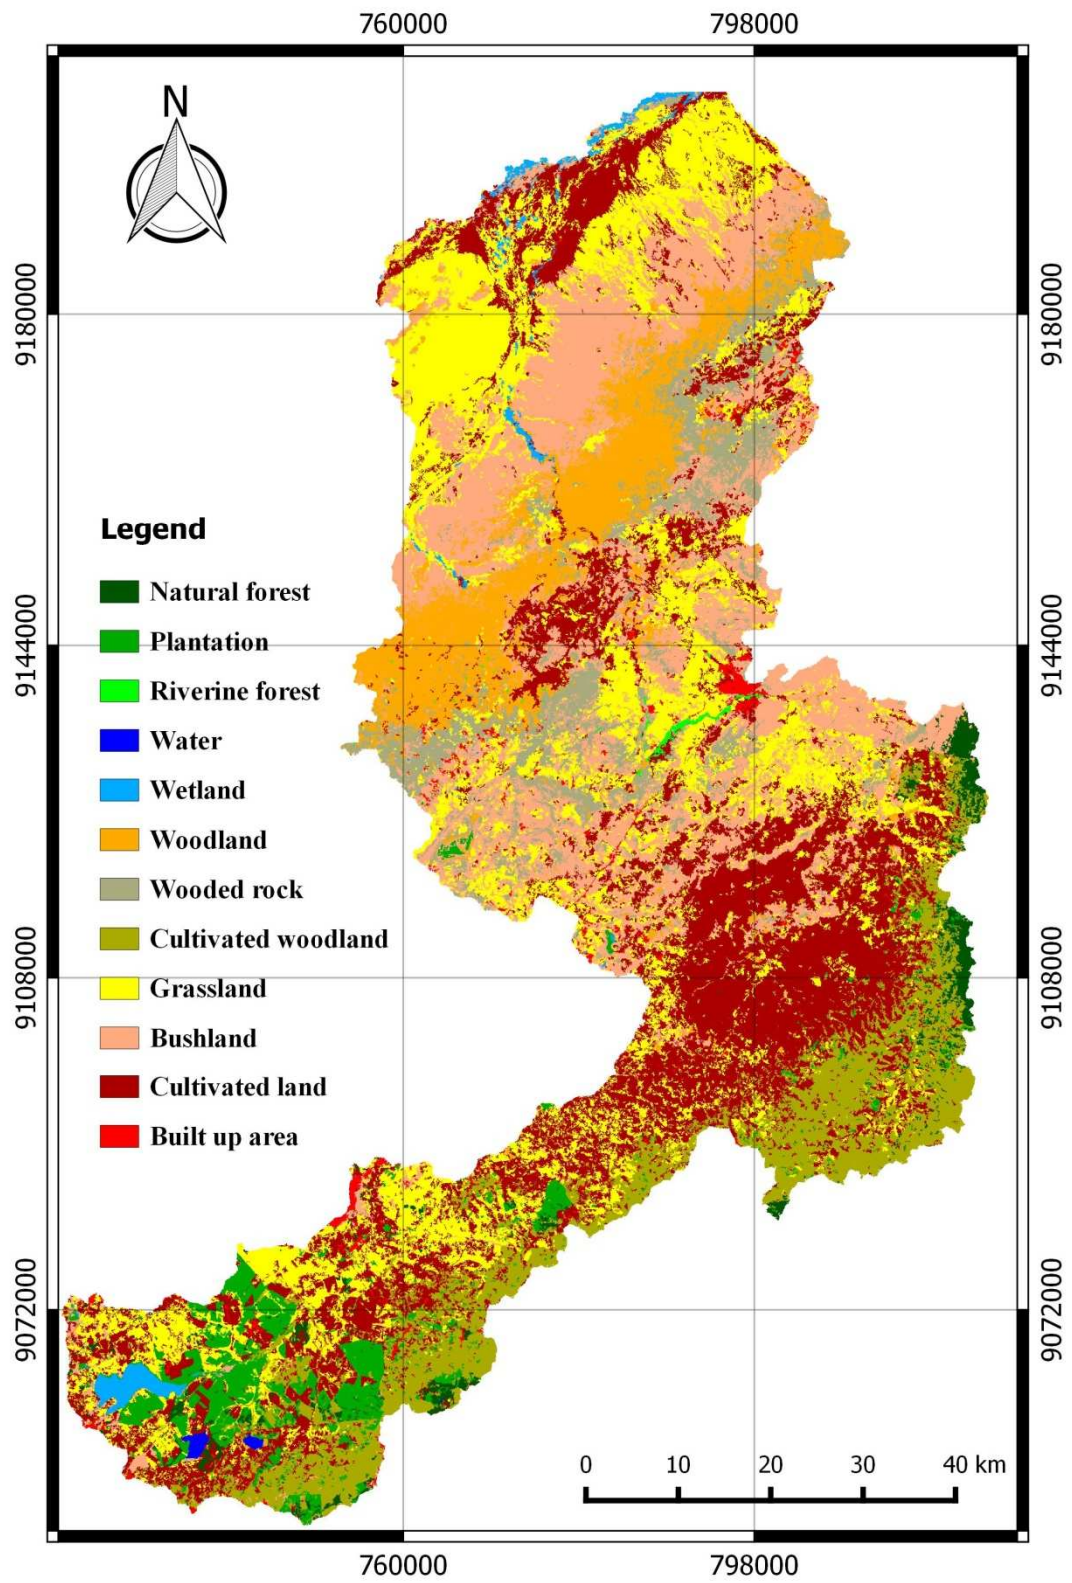 760000 798000
N
9180000 9180000
Legend
Natural forest
9144000 9144000
Plantation
Riverine forest
Water
Wetland
Woodland
Wooded rock
Cultivated woodland
9108000 9108000
Grassland
Bushland
Cultivated land
Built up area
9072000 9072000
0 10 20 30 40 km
760000 798000